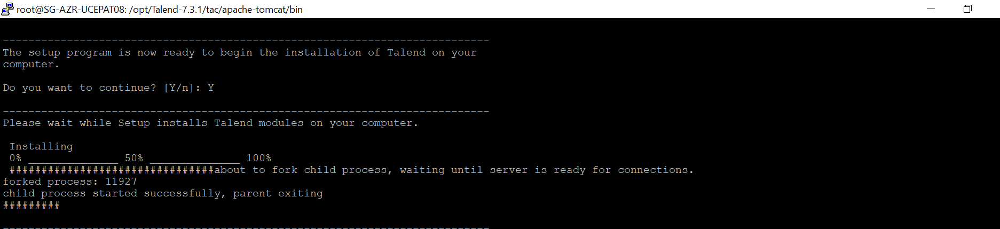 root@SG-AZR-UCEPAT08: /opt/Talend-7.3.1/tac/apache-tomcat/bin
----------------------------------------------------------------------------
The setup program is now ready to begin the installation of Talend on your
computer.
Do you want to continue? [Y/n]: Y
----------------------------------------------------------------------------
Please wait while Setup installs Talend modules on your computer.
Installing
0% ______________ 50% ______________ 100%
################################about to fork child process, waiting until server is ready for connections.
forked process: 11927
child process started successfully, parent exiting
#########
----------------------------------------------------------------------------